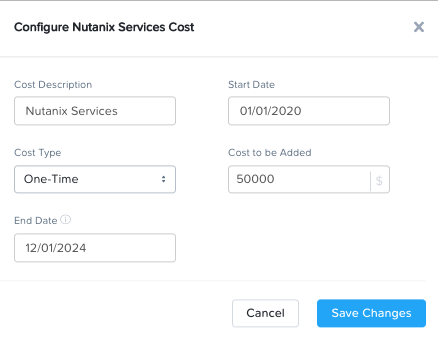 Configure Nutanix Services Cost
Cost Description
Start Date
Nutanix Services
01/01/2020
Cost Type
Cost to be Added
One-Time
50000
$
End Date
12/01/2024
Cancel
Save Changes